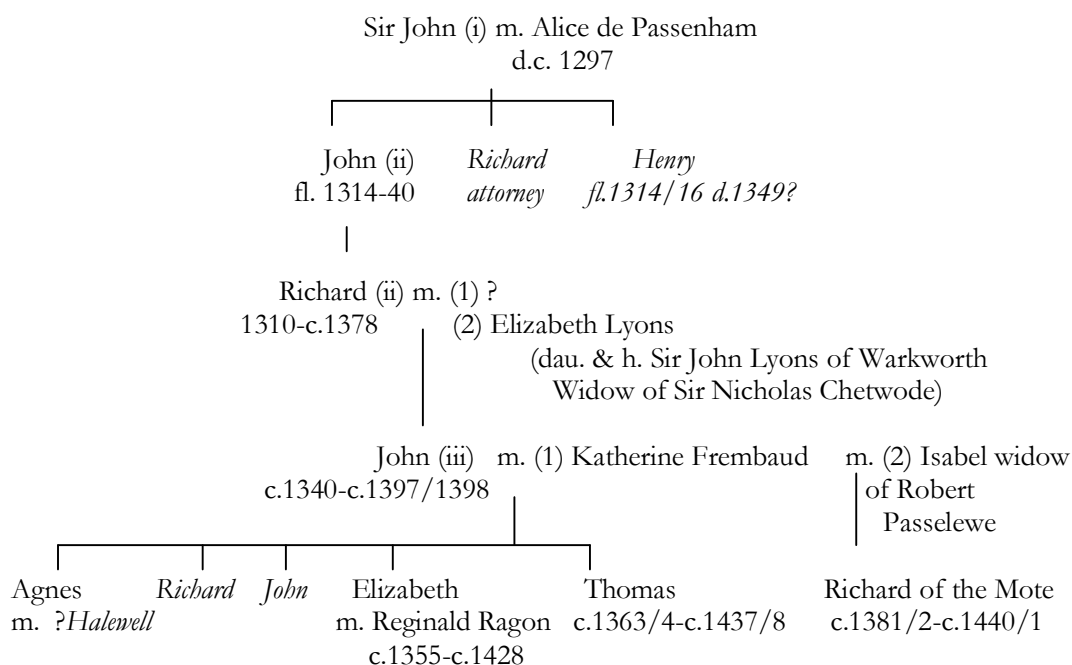 Sir John (i) m. Alice de Passenham
d.c. 1297
John (ii) Richard Henry
fl. 1314-40 attorney fl.1314/16 d.1349?
Richard (ii) m. (1) ?
1310-c.1378 (2) Elizabeth Lyons
(dau. & h. Sir John Lyons of Warkworth
Widow of Sir Nicholas Chetwode)
John (iii) m. (1) Katherine Frembaud m. (2) Isabel widow
c.1340-c.1397/1398 of Robert
Passelewe
Agnes Richard John Elizabeth Thomas Richard of the Mote
m. ?Halewell m. Reginald Ragon c.1363/4-c.1437/8 c.1381/2-c.1440/1
c.1355-c.1428